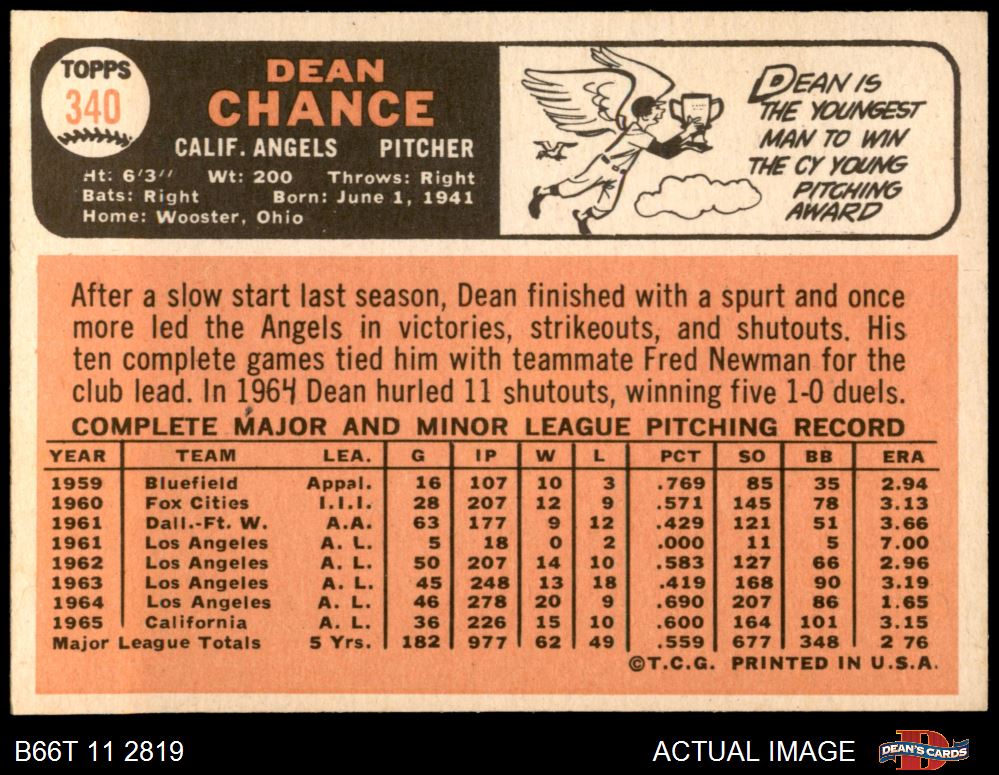 TOPPS
340
DEAN
CHANCE
CALIF. ANGELS PITCHER
Ht: 6'3" Wt: 200 Throws: Right
Bats: Right Born: June 1, 1941
Home: Wooster, Ohio
DEAN IS
THE YOUNGEST
MAN TO WIN
THE CY YOUNG
PITCHING
AWARD
After a slow start last season, Dean finished with a spurt and once
more led the Angels in victories, strikeouts, and shutouts. His
ten complete games tied him with teammate Fred Newman for the
club lead. In 1964 Dean hurled 11 shutouts, winning five 1-0 duels.
COMPLETE MAJOR AND MINOR LEAGUE PITCHING RECORD
YEAR TEAM LEA. G IP W L PCT SO BB ERA
1959 Bluefield Appal. 16 107 10 3 .769 85 35 2.94
1960 Fox Cities I.I.I. 28 207 12 9 .571 145 78 3.13
1961 Dall.-Ft. W. A.A. 63 177 9 12 .429 121 51 3.66
1961 Los Angeles A. L. 5 18 0 2 .000 11 5 7.00
1962 Los Angeles A. L. 50 207 14 10 .583 127 66 2.96
1963 Los Angeles A. L. 45 248 13 18 .419 168 90 3.19
1964 Los Angeles A. L. 46 278 20 9 .690 207 86 1.65
1965 California A. L. 36 226 15 10 .600 164 101 3.15
Major League Totals 5 Yrs. 182 977 62 49 .559 677 348 2 76
©T.C.G. PRINTED IN U.S.A.
B66T 11 2819
ACTUAL IMAGE
D
DEAN'S CARDS